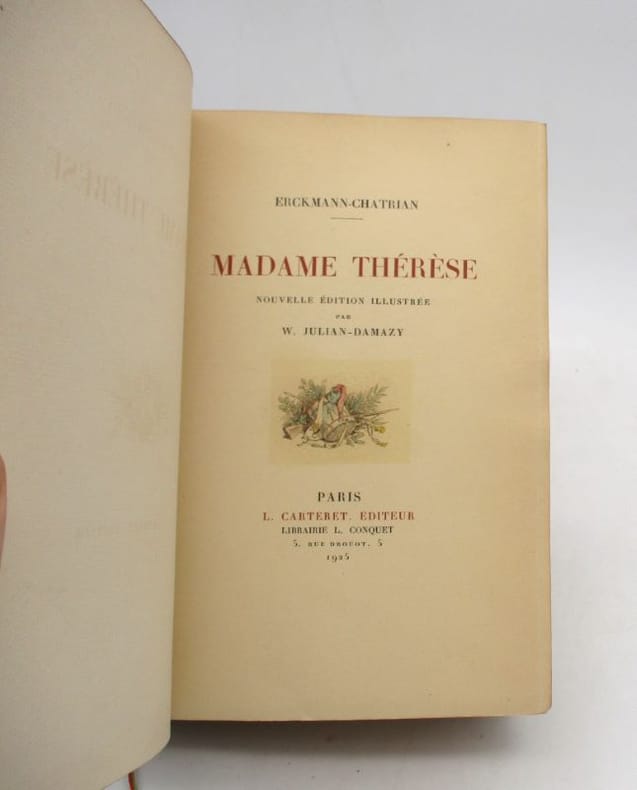 ERCKMANN-CHATRIAN
MADAME THÉRÈSE
NOUVELLE ÉDITION ILLUSTRÉE
PAR
W. JULIAN-DAMAZY
PARIS
L. CARTERET, EDITEUR
LIBRAIRIE L. CONQUET
5, RUE DROUOT, 5
1925